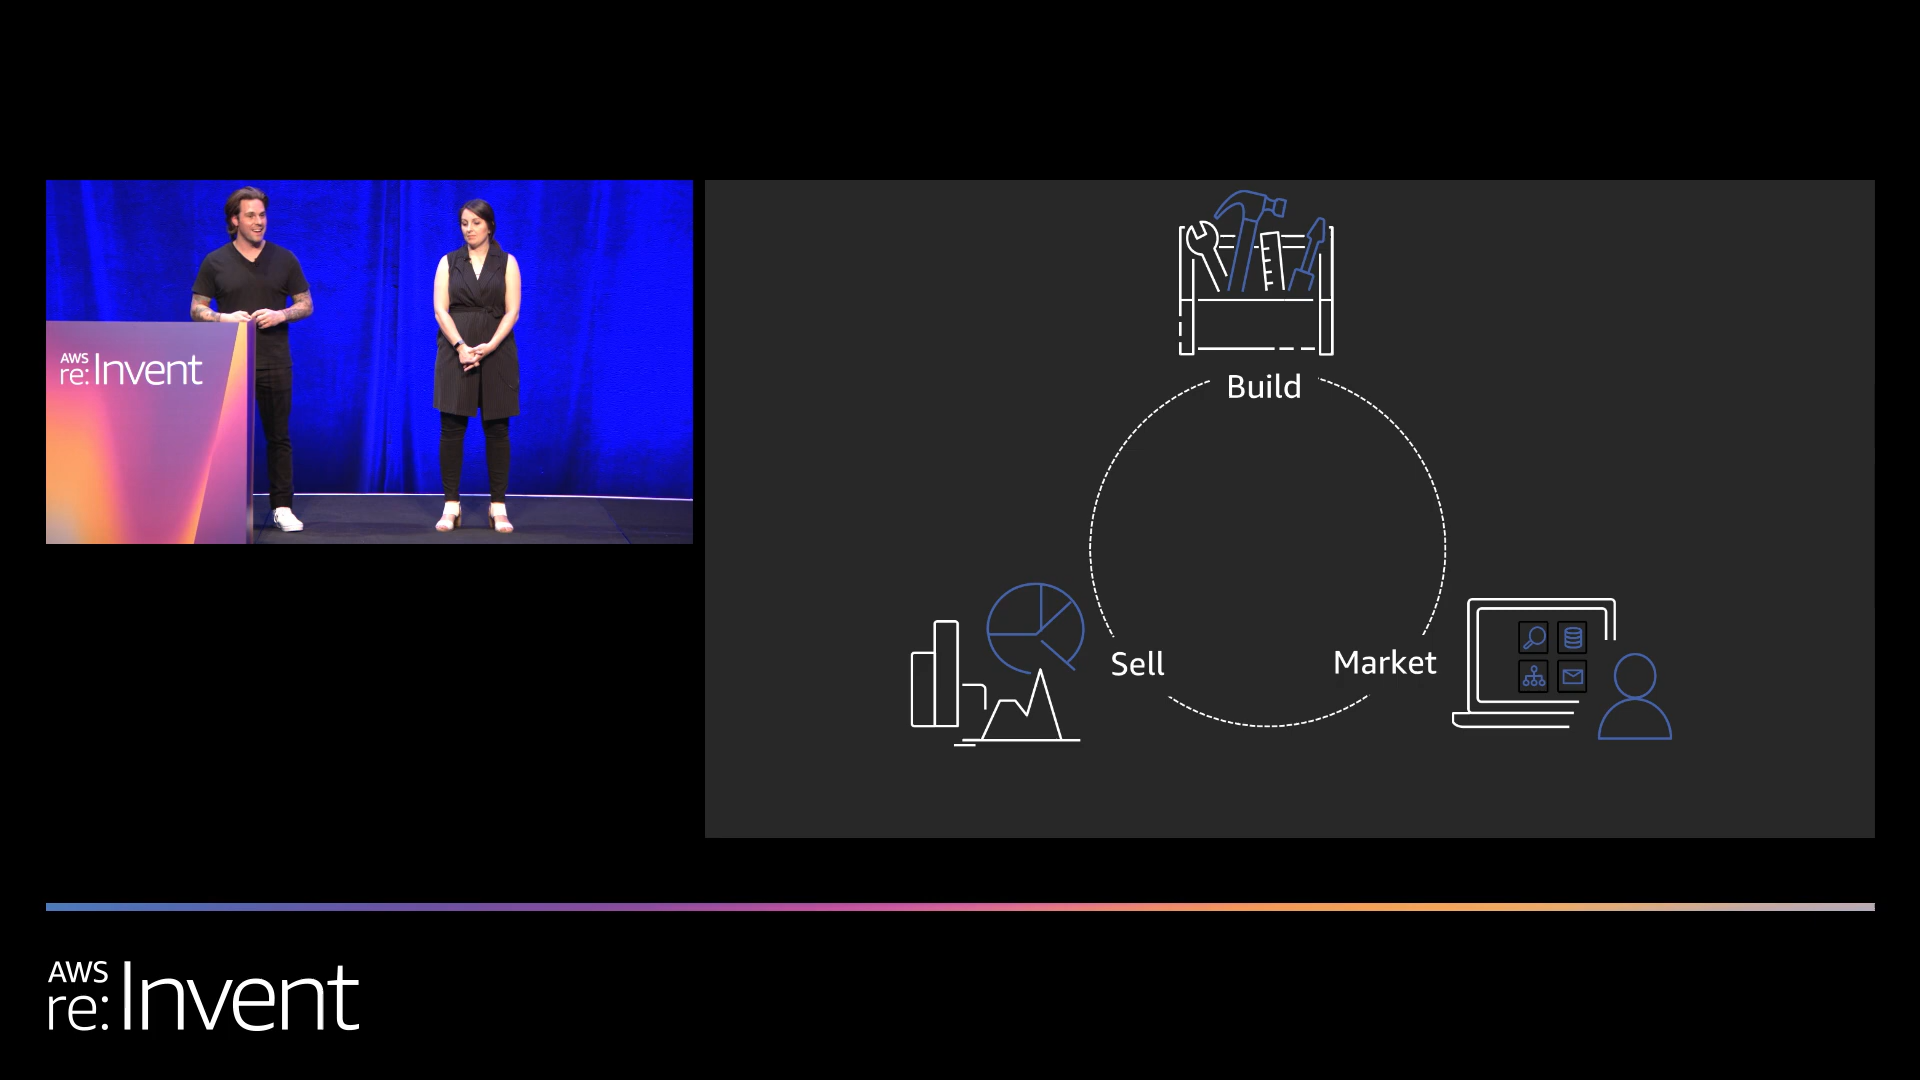 AWS
re:Invent
Build
Sell
Market
AWS
re:Invent